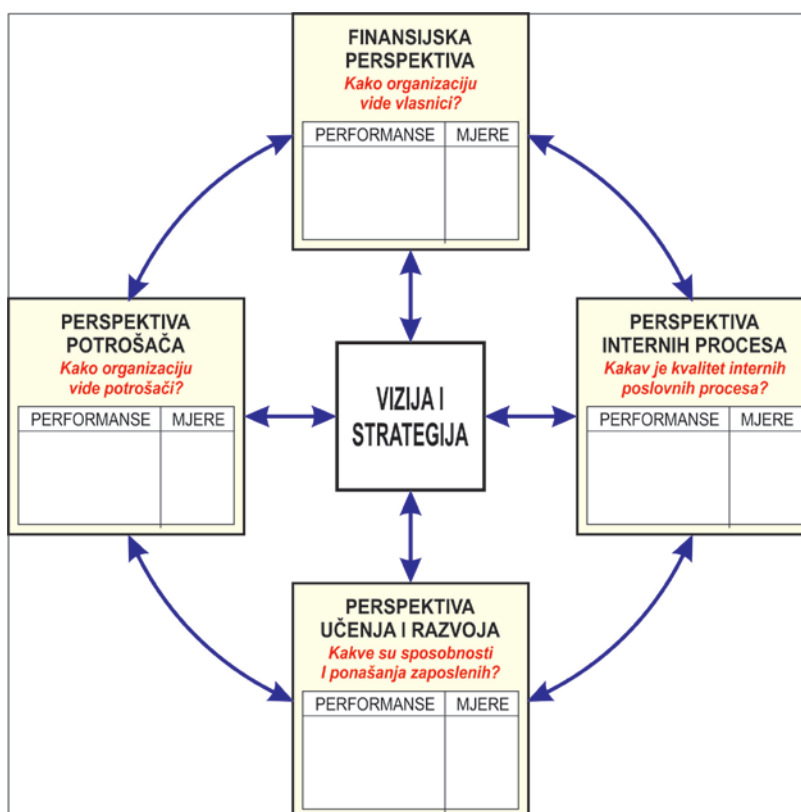 FINANSIJSKA
PERSPEKTIVA
Kako organizaciju
vide vlasnici?
PERFORMANSE MJERE
PERSPEKTIVA
POTROŠAČA
Kako organizaciju
vide potrošači?
PERFORMANSE MJERE
VIZIJA I
STRATEGIJA
PERSPEKTIVA
INTERNIH PROCESA
Kakav je kvalitet internih
poslovnih procesa?
PERFORMANSE MJERE
PERSPEKTIVA
UČENJA I RAZVOJA
Kakve su sposobnosti
I ponašanja zaposlenih?
PERFORMANSE MJERE